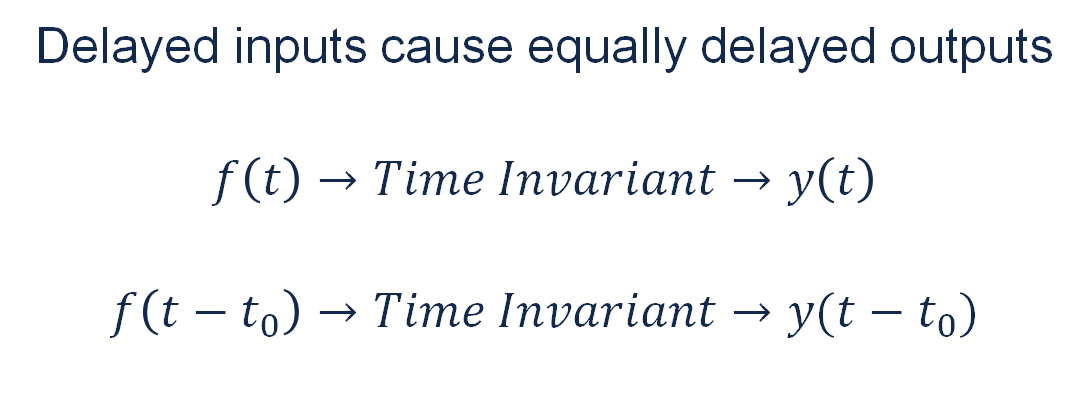 Delayed inputs cause equally delayed outputs
f(t) → Time Invariant → y(t)
f(t − t₀) → Time Invariant → y(t − t₀)